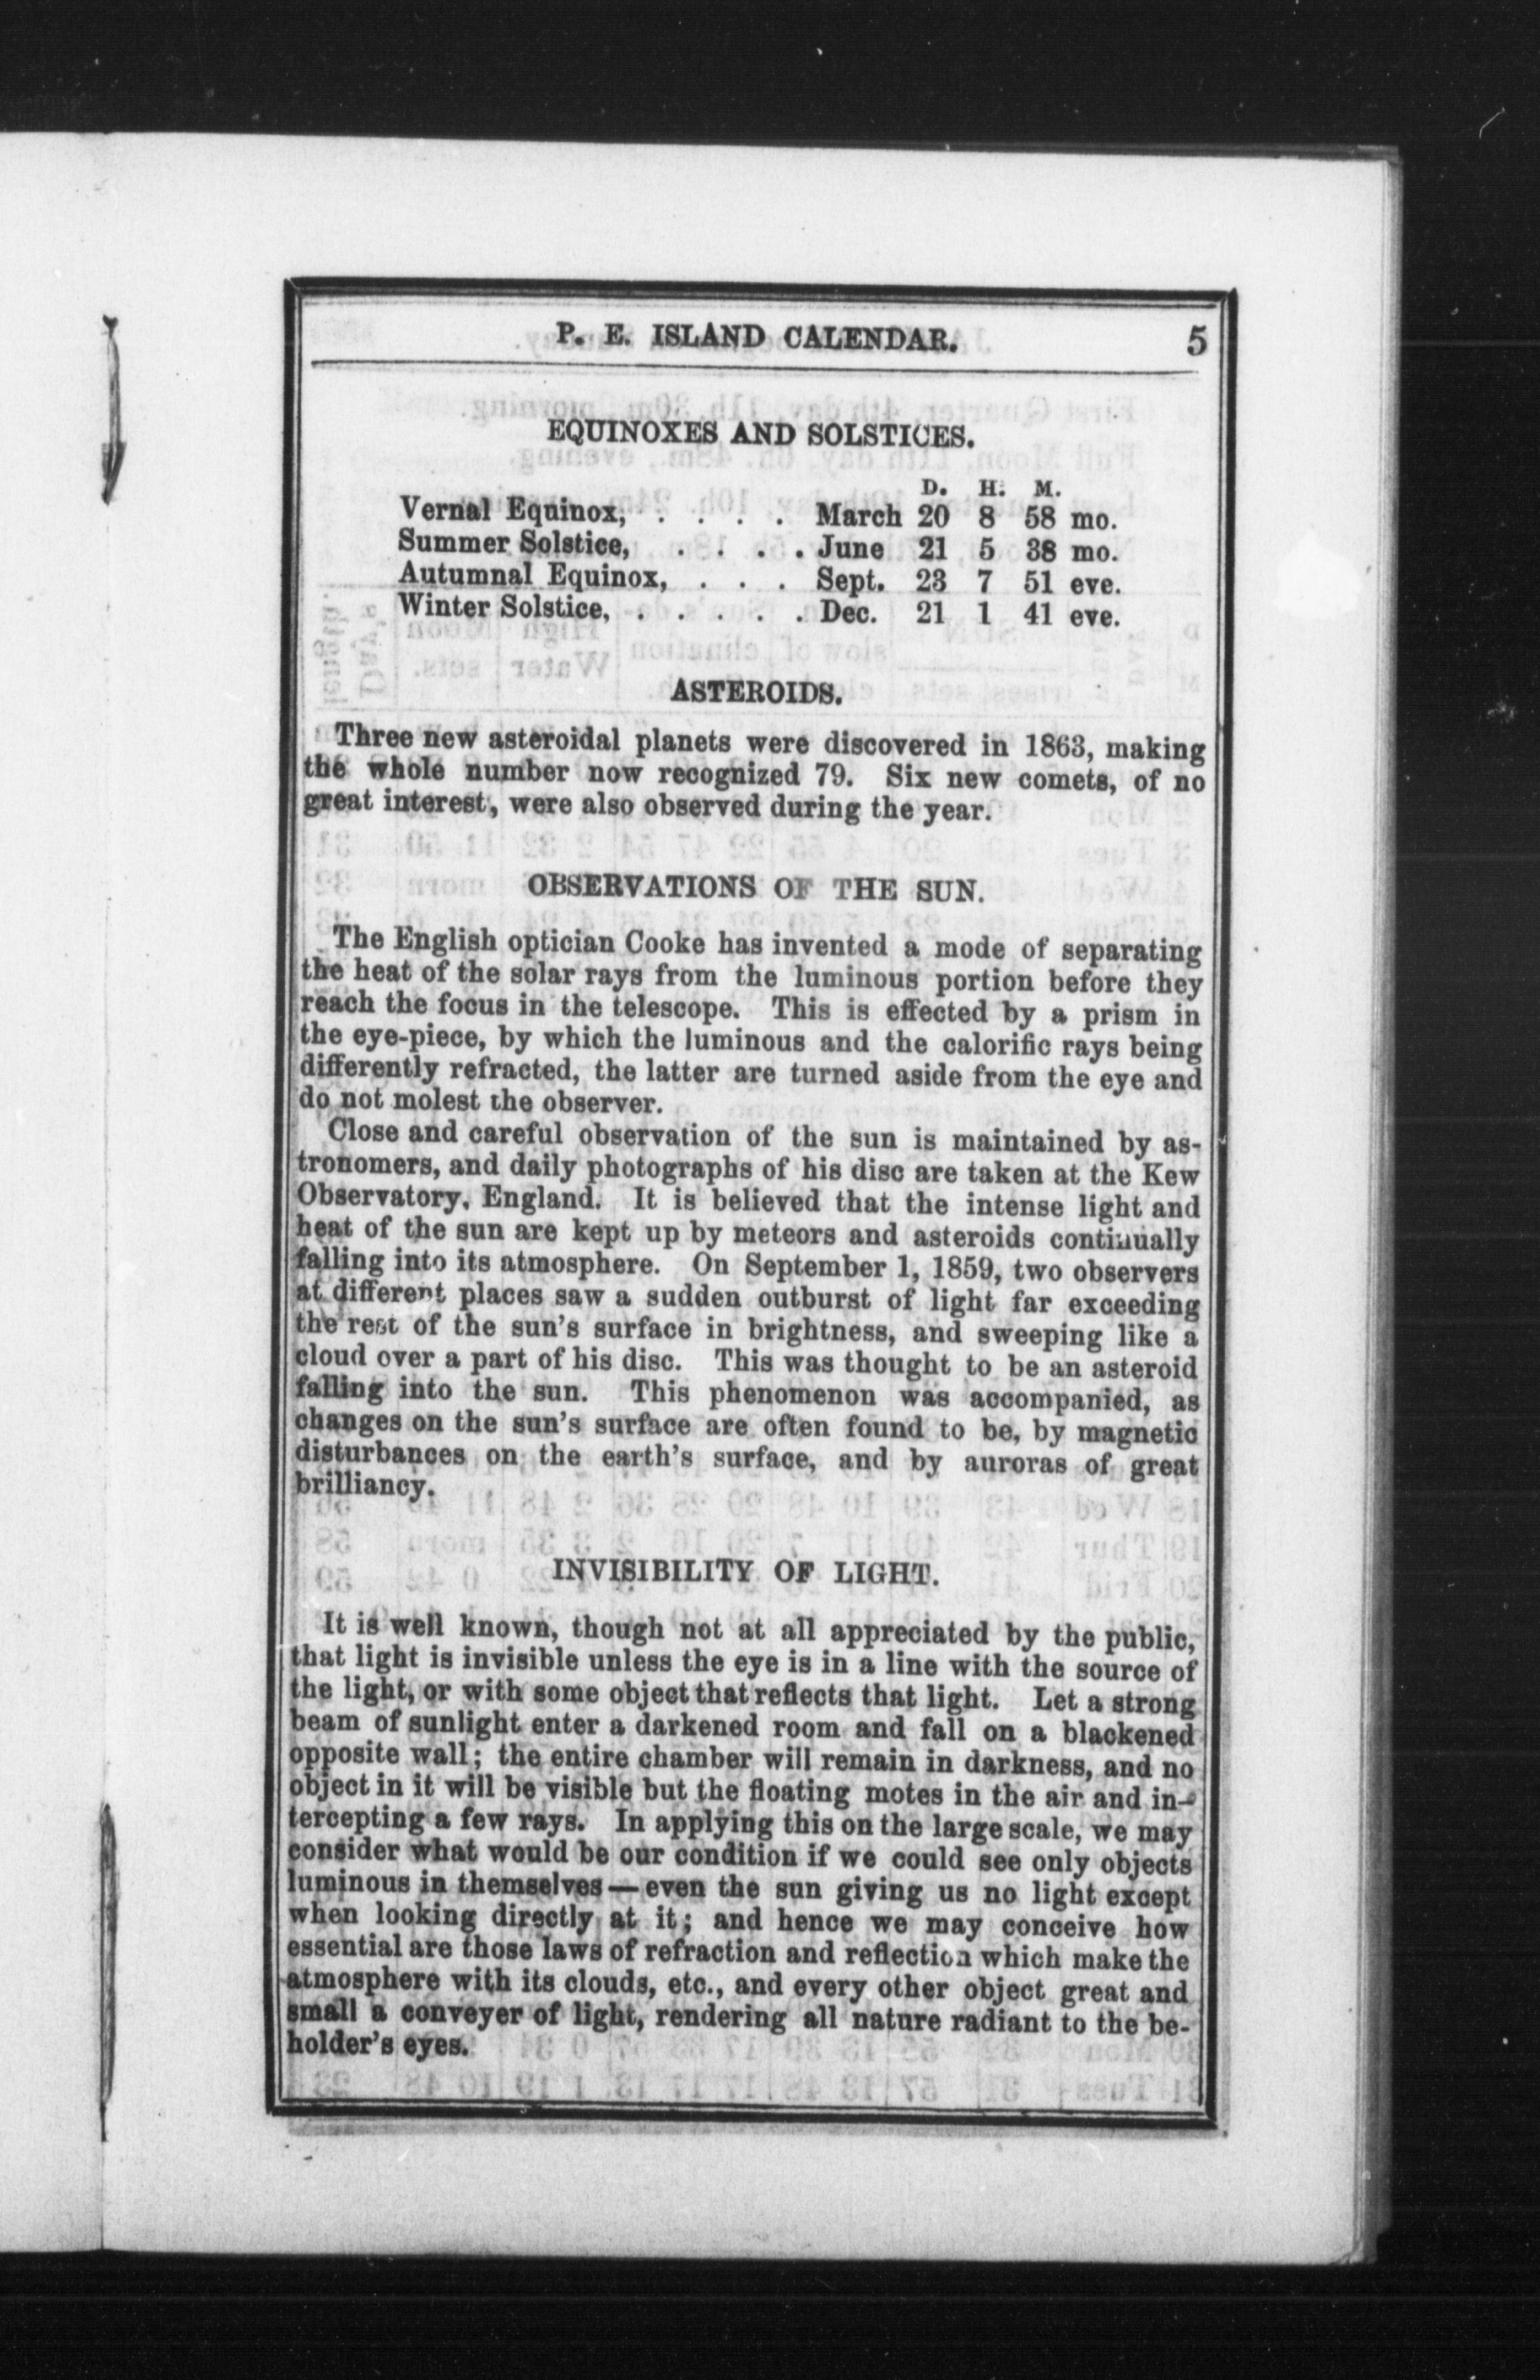 P. E. ISLAND CALENDAR. 5
EQUINOXES AND SOLSTICES.
D. H. M.
Vernal Equinox, . . . . March 20 8 58 mo.
Summer Solstice, . . . . June 21 5 38 mo.
Autumnal Equinox, . . . Sept. 23 7 51 eve.
Winter Solstice, . . . . . Dec. 21 1 41 eve.
ASTEROIDS.
Three new asteroidal planets were discovered in 1863, making
the whole number now recognized 79. Six new comets, of no
great interest, were also observed during the year.
OBSERVATIONS OF THE SUN.
The English optician Cooke has invented a mode of separating
the heat of the solar rays from the luminous portion before they
reach the focus in the telescope. This is effected by a prism in
the eye-piece, by which the luminous and the calorific rays being
differently refracted, the latter are turned aside from the eye and
do not molest the observer.
Close and careful observation of the sun is maintained by as-
tronomers, and daily photographs of his disc are taken at the Kew
Observatory, England. It is believed that the intense light and
heat of the sun are kept up by meteors and asteroids continually
falling into its atmosphere. On September 1, 1859, two observers
at different places saw a sudden outburst of light far exceeding
the rest of the sun's surface in brightness, and sweeping like a
cloud over a part of his disc. This was thought to be an asteroid
falling into the sun. This phenomenon was accompanied, as
changes on the sun's surface are often found to be, by magnetic
disturbances on the earth's surface, and by auroras of great
brilliancy.
INVISIBILITY OF LIGHT.
It is well known, though not at all appreciated by the public,
that light is invisible unless the eye is in a line with the source of
the light, or with some object that reflects that light. Let a strong
beam of sunlight enter a darkened room and fall on a blackened
opposite wall; the entire chamber will remain in darkness, and no
object in it will be visible but the floating motes in the air and in-
tercepting a few rays. In applying this on the large scale, we may
consider what would be our condition if we could see only objects
luminous in themselves — even the sun giving us no light except
when looking directly at it; and hence we may conceive how
essential are those laws of refraction and reflection which make the
atmosphere with its clouds, etc., and every other object great and
small a conveyer of light, rendering all nature radiant to the be-
holder's eyes.